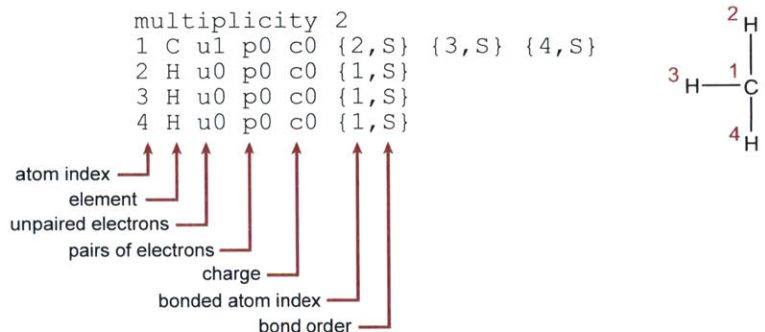 multiplicity 2
1 C u1 p0 c0 {2,S} {3,S} {4,S}
2 H u0 p0 c0 {1,S}
3 H u0 p0 c0 {1,S}
4 H u0 p0 c0 {1,S}
atom index
element
unpaired electrons
pairs of electrons
charge
bonded atom index
bond order
2 H
3 H 1 C
4 H